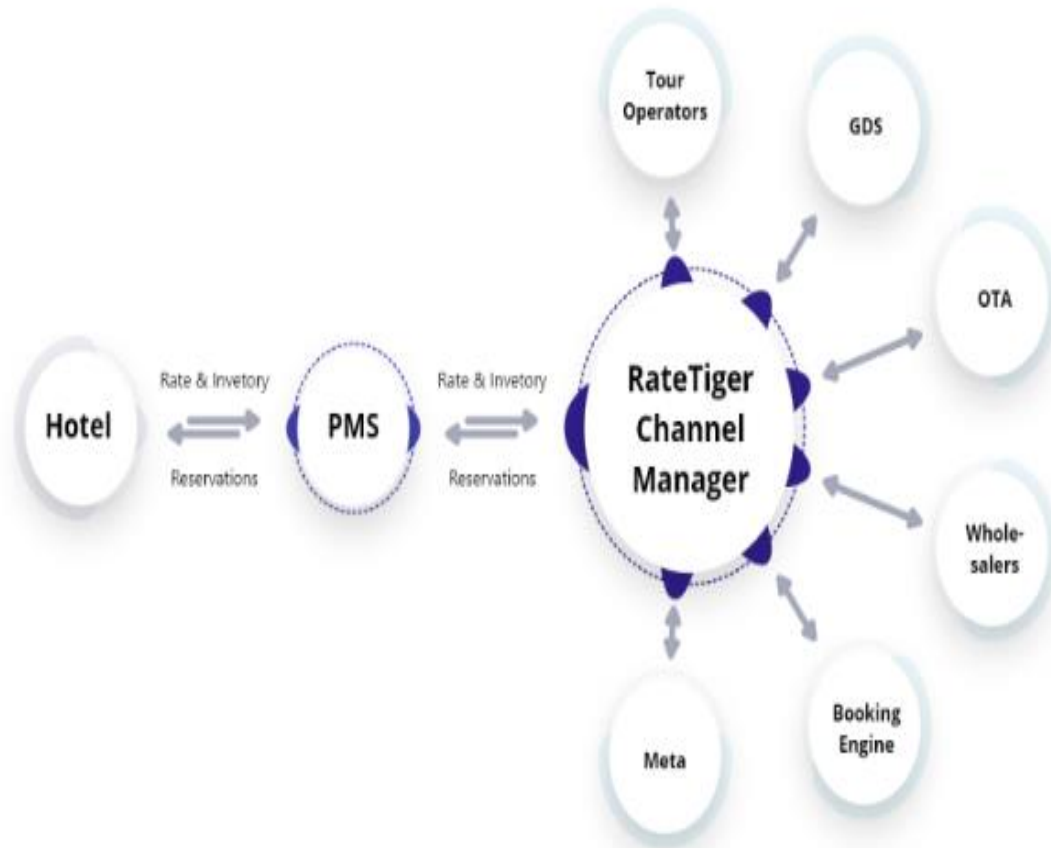 Tour
Operators
GDS
OTA
Hotel
Rate & Invetory
Reservations
PMS
Rate & Invetory
Reservations
RateTiger
Channel
Manager
Whole-
salers
Booking
Engine
Meta